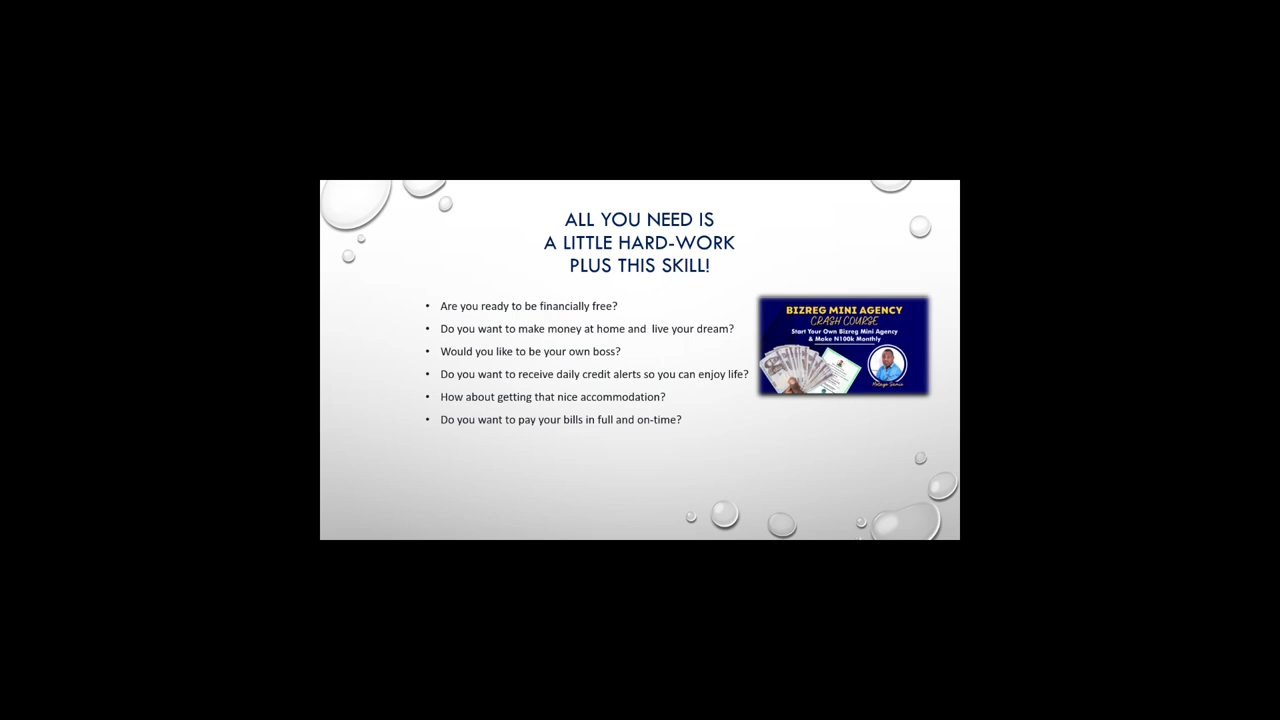 ALL YOU NEED IS
A LITTLE HARD-WORK
PLUS THIS SKILL!
• Are you ready to be financially free?
• Do you want to make money at home and  live your dream?
• Would you like to be your own boss?
• Do you want to receive daily credit alerts so you can enjoy life?
• How about getting that nice accommodation?
• Do you want to pay your bills in full and on-time?
BIZREG MINI AGENCY
CRASH COURSE
Start Your Own Bizreg Mini Agency
& Make N100k Monthly